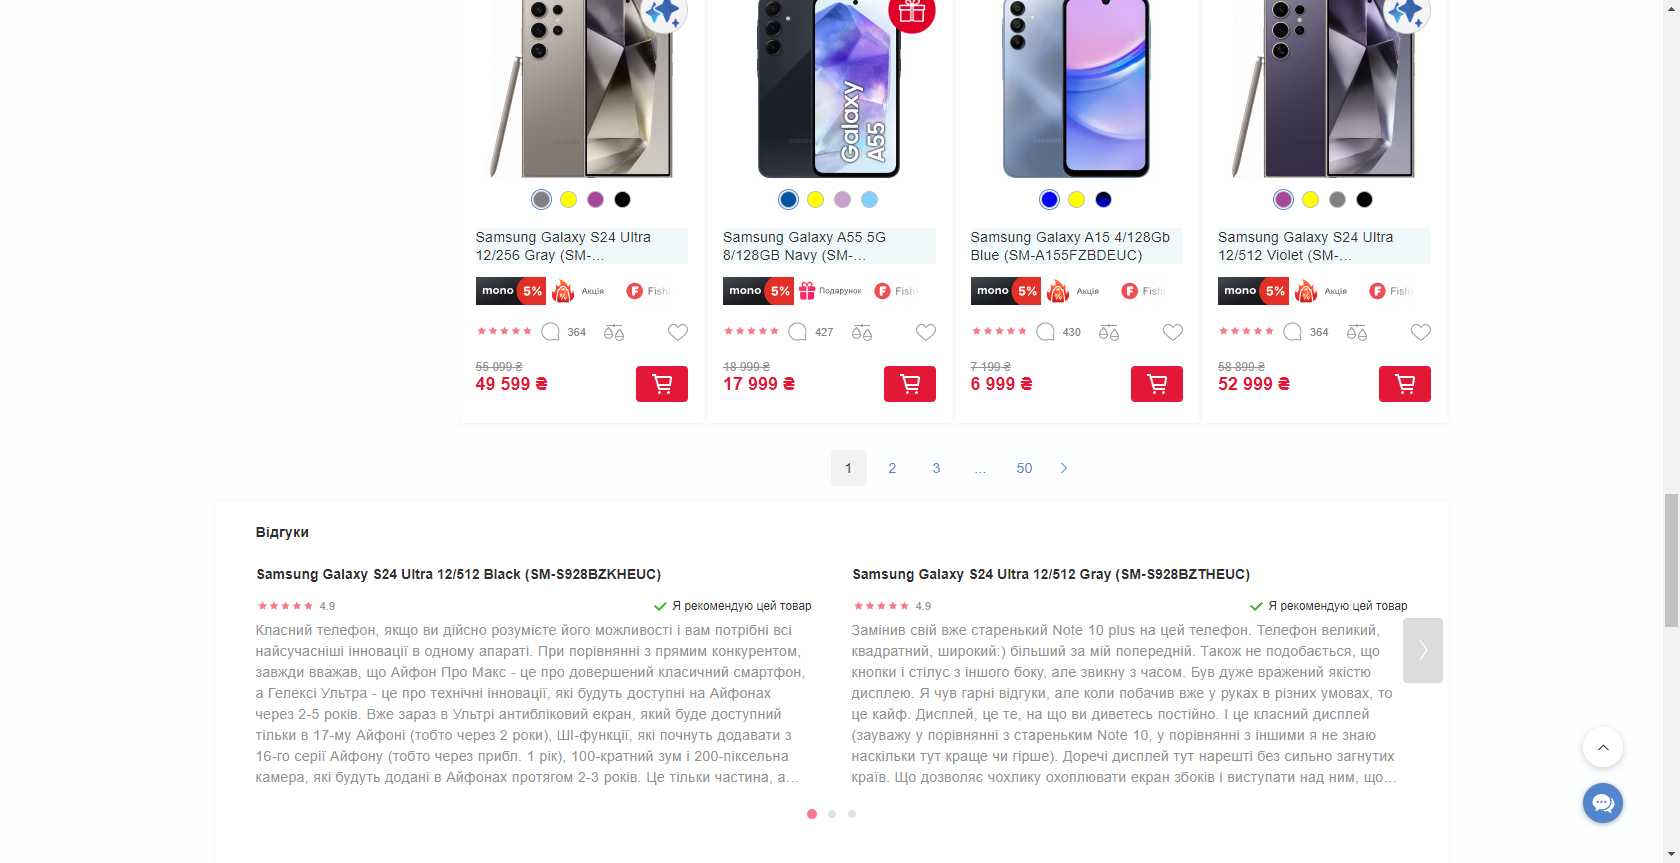 Galaxy
A55
Samsung Galaxy S24 Ultra
12/256 Gray (SM-...
Samsung Galaxy A55 5G
8/128GB Navy (SM-...
Samsung Galaxy A15 4/128Gb
Blue (SM-A155FZBDEUC)
Samsung Galaxy S24 Ultra
12/512 Violet (SM-...
mono 5% % Акція F Fishk
mono 5% Подарунок F Fish
mono 5% % Акція F Fish
mono 5% % Акція F Fish
364
427
430
364
55 099 ₴
49 599 ₴
18 999 ₴
17 999 ₴
7 199 ₴
6 999 ₴
58 899 ₴
52 999 ₴
1 2 3 ... 50
Відгуки
Samsung Galaxy S24 Ultra 12/512 Black (SM-S928BZKHEUC)
4.9 Я рекомендую цей товар
Класний телефон, якщо ви дійсно розумієте його можливості і вам потрібні всі
найсучасніші інновації в одному апараті. При порівнянні з прямим конкурентом,
завжди вважав, що Айфон Про Макс - це про довершений класичний смартфон,
а Гелексі Ультра - це про технічні інновації, які будуть доступні на Айфонах
через 2-5 років. Вже зараз в Ультрі антибліковий екран, який буде доступний
тільки в 17-му Айфоні (тобто через 2 роки), ШІ-функції, які почнуть додавати з
16-го серії Айфону (тобто через прибл. 1 рік), 100-кратний зум і 200-піксельна
камера, які будуть додані в Айфонах протягом 2-3 років. Це тільки частина, а...
Samsung Galaxy S24 Ultra 12/512 Gray (SM-S928BZTHEUC)
4.9 Я рекомендую цей товар
Замінив свій вже старенький Note 10 plus на цей телефон. Телефон великий,
квадратний, широкий:) більший за мій попередній. Також не подобається, що
кнопки і стілус з іншого боку, але звикну з часом. Був дуже вражений якістю
дисплею. Я чув гарні відгуки, але коли побачив вже у руках в різних умовах, то
це кайф. Дисплей, це те, на що ви диветесь постійно. І це класний дисплей
(зауважу у порівнянні з стареньким Note 10, у порівнянні з іншими я не знаю
наскільки тут краще чи гірше). Доречі дисплей тут нарешті без сильно загнутих
країв. Що дозволяє чохлику охоплювати екран збоків і виступати над ним, що...